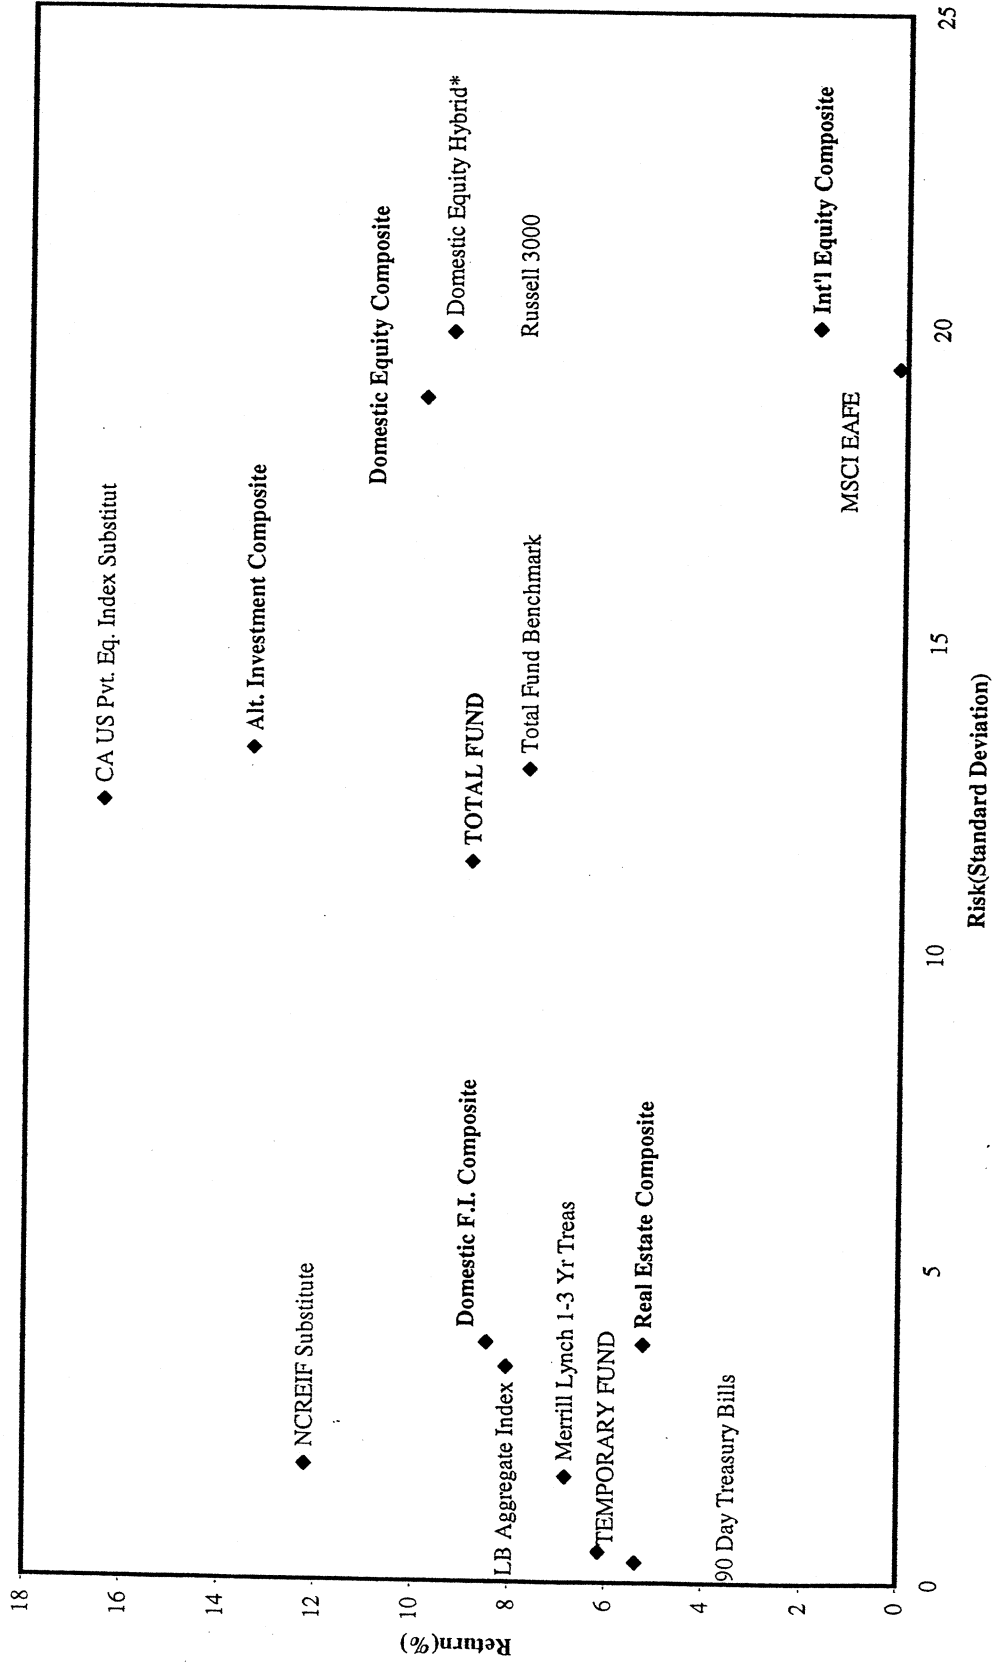 Return(%)
18
16
14
12
10
8
6
4
2
0
CA US Pvt. Eq. Index Substitut
Alt. Investment Composite
NCREIF Substitute
Domestic Equity Composite
Domestic Equity Hybrid*
TOTAL FUND
Domestic F.I. Composite
LB Aggregate Index
Total Fund Benchmark
Russell 3000
Merrill Lynch 1-3 Yr Treas
TEMPORARY FUND
Real Estate Composite
90 Day Treasury Bills
Int'l Equity Composite
MSCI EAFE
0
5
10
15
20
25
Risk(Standard Deviation)